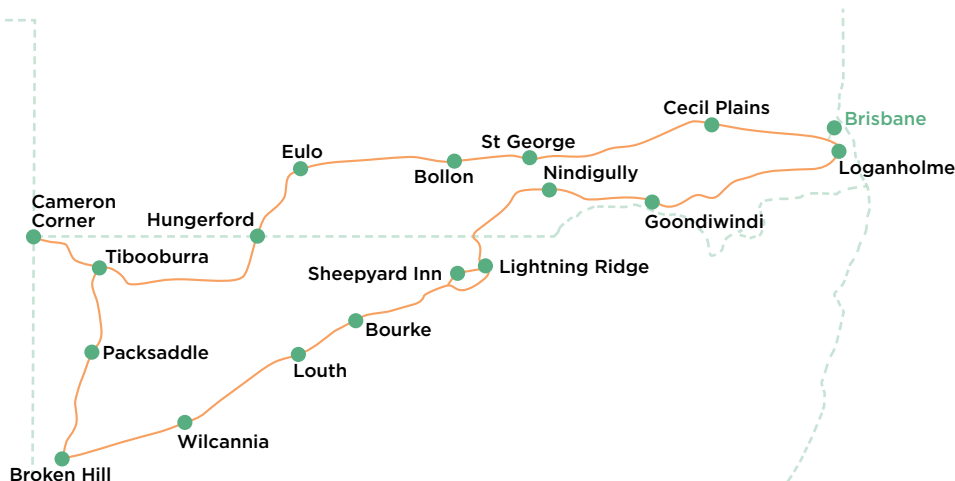 Cecil Plains
Brisbane
St George
Eulo
Loganholme
Bollon
Nindigully
Cameron
Corner
Hungerford
Goondiwindi
Tibooburra
Sheepyard Inn
Lightning Ridge
Bourke
Packsaddle
Louth
Wilcannia
Broken Hill